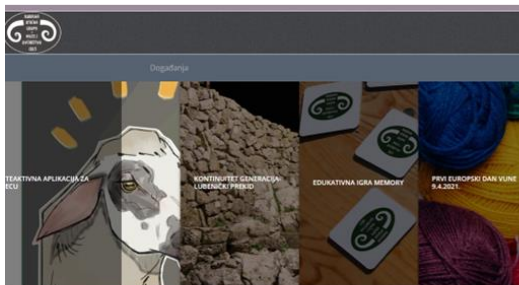 Događanja
TEAKTIVNA APLIKACIJA ZA
ECU
KONTINUITET GENERACIJA-
LUBENIČKI PREKID
EDUKATIVNA IGRA MEMORY
PRVI EUROPSKI DAN VUNE
9.4.2021.